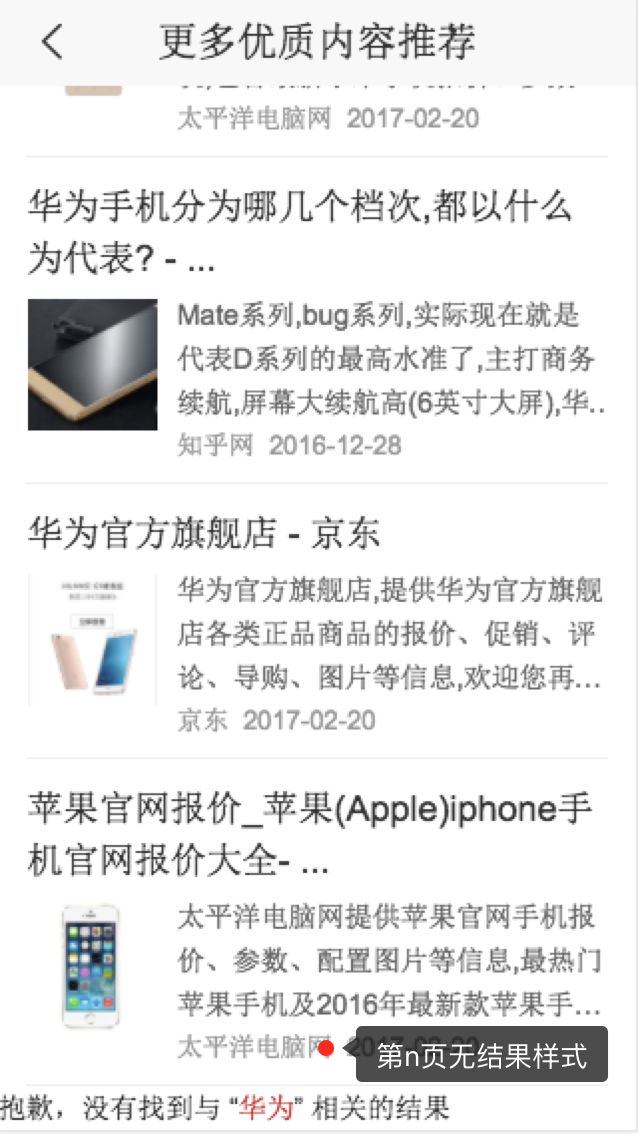 更多优质内容推荐
太平洋电脑网 2017-02-20
华为手机分为哪几个档次,都以什么
为代表? - ...
Mate系列,bug系列,实际现在就是
代表D系列的最高水准了,主打商务
续航,屏幕大续航高(6英寸大屏),华..
知乎网 2016-12-28
华为官方旗舰店 - 京东
华为官方旗舰店,提供华为官方旗舰
店各类正品商品的报价、促销、评
论、导购、图片等信息,欢迎您再...
京东 2017-02-20
苹果官网报价_苹果(Apple)iphone手
机官网报价大全- ...
太平洋电脑网提供苹果官网手机报
价、参数、配置图片等信息,最热门
苹果手机及2016年最新款苹果手...
太平洋电脑网
第n页无结果样式
抱歉，没有找到与 “华为” 相关的结果